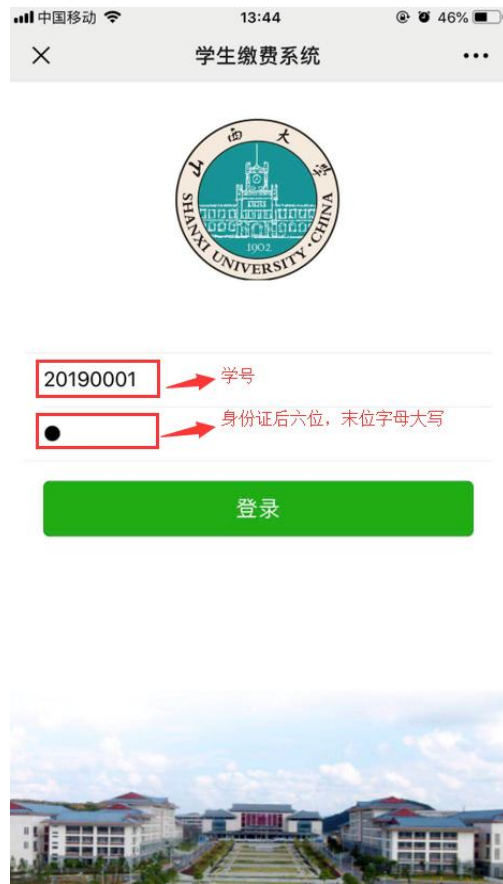 中国移动 13:44 46%
学生缴费系统
山西大学
SHANXI UNIVERSITY·CHINA
1902
20190001 学号
身份证后六位，末位字母大写
登录